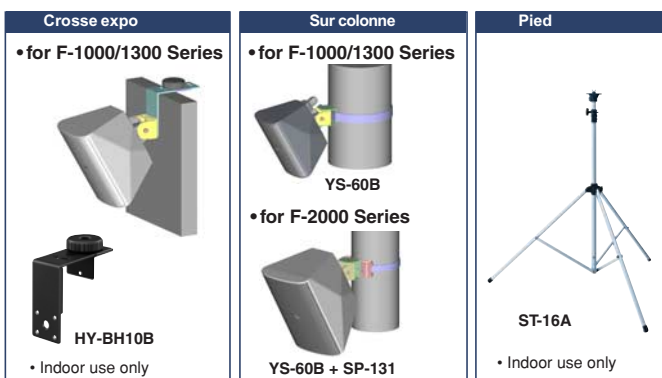 Crosse expo
•for F-1000/1300 Series
HY-BH10B
• Indoor use only
Sur colonne
•for F-1000/1300 Series
YS-60B
•for F-2000 Series
YS-60B + SP-131
Pied
ST-16A
• Indoor use only